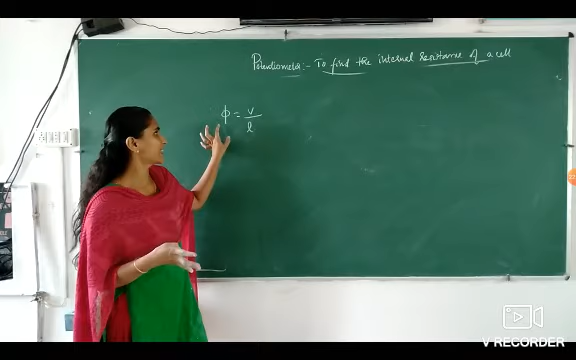 Potentiometer:- To find the internal resistance of a cell
ϕ = v/l
V RECORDER